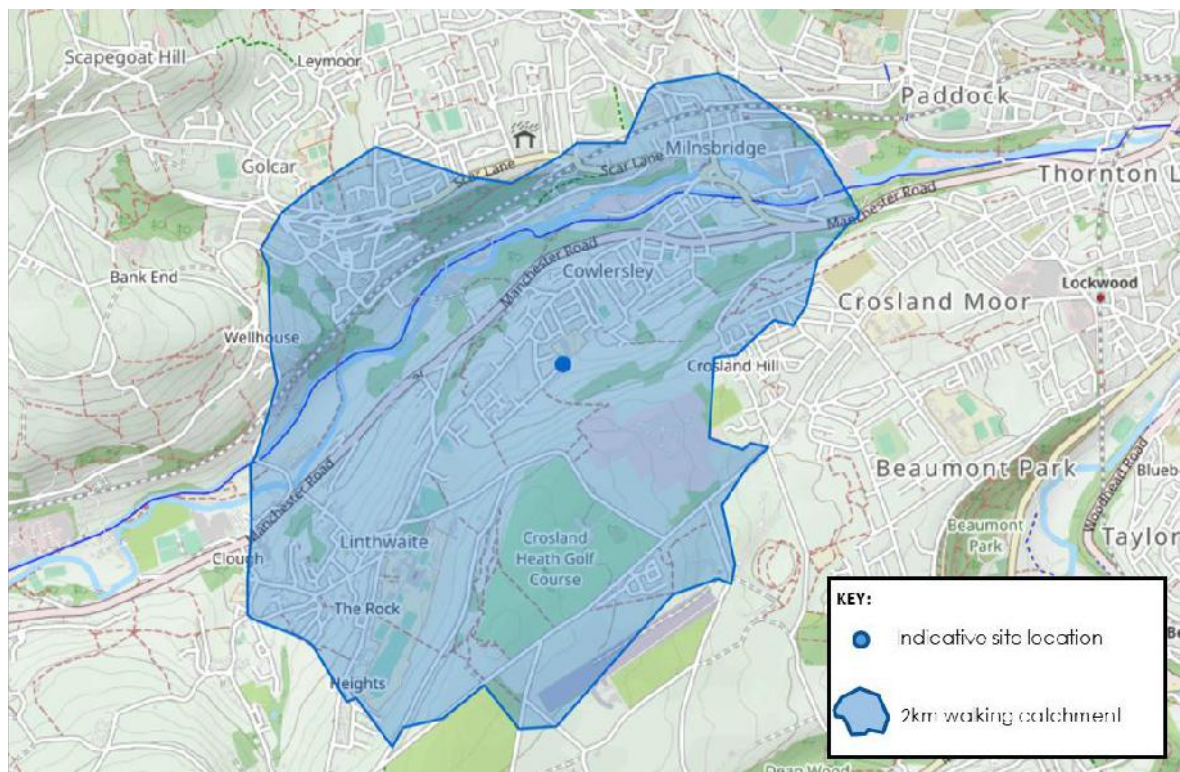 Scapegoat Hill
Leymoor
Paddock
Golcar
Scar Lane
Scar Lane
Milnsbridge
Thornton L
Manchester Road
Manchester Road
Cowlersley
Bank End
Lockwood
Crosland Moor
Wellhouse
Crosland Hill
Beaumont Park
Woodhead Road
Manchester Road
Linthwaite
Clough
Crosland
Heath Golf
Course
Beaumont
Park
Taylor
The Rock
Heights
Dean Wood
KEY:
Indicative site location
2km walking catchment